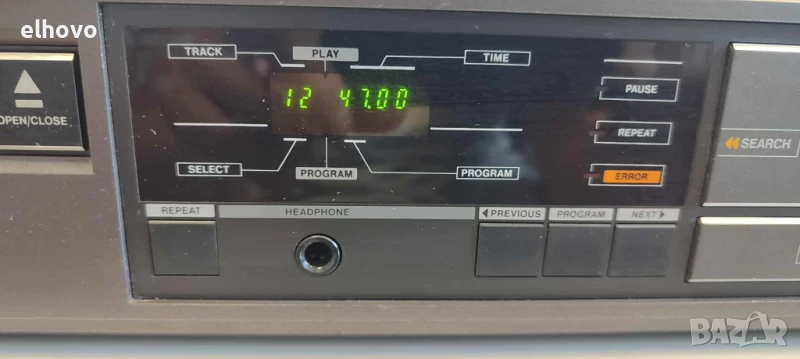 elhovo
TRACK
PLAY
TIME
PAUSE
12 47.00
REPEAT
SEARCH
OPEN/CLOSE
SELECT
PROGRAM
PROGRAM
ERROR
REPEAT
HEADPHONE
PREVIOUS
PROGRAM
NEXT
BAZAR